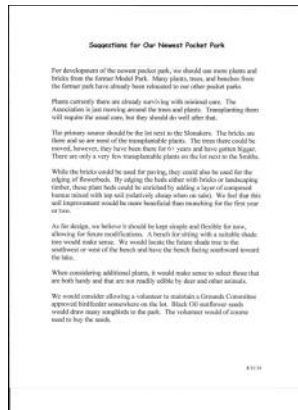 Suggestions for Our Newest Pocket Park
For development of the newest pocket park, we should use more plants and
bricks from the former Model Park. Many plants, trees, and benches from
the former park have already been relocated to our other pocket parks.
Plants currently there are already surviving with minimal care. The
Association is just mowing around the trees and plants. Transplanting them
will require the usual care, but they should do well after that.
The primary source should be the lot next to the Slonakers. The bricks are
there and so are most of the transplantable plants. The trees there could be
moved, however, they have been there for 6+ years and have gotten bigger.
There are only a very few transplantable plants on the lot next to the Smiths.
While the bricks could be used for paving, they could also be used for the
edging of flowerbeds. By edging the beds either with bricks or landscaping
timber, these plant beds could be enriched by adding a layer of composted
humus mixed with top soil (relatively cheap when on sale). We feel that this
soil improvement would be more beneficial than mulching for the first year
or two.
As for design, we believe it should be kept simple and flexible for now,
allowing for future modifications. A bench for sitting with a suitable shade
tree would make sense. We would locate the future shade tree to the
southwest or west of the bench and have the bench facing southward toward
the lake.
When considering additional plants, it would make sense to select those that
are both hardy and that are not readily edible by deer and other animals.
We would consider allowing a volunteer to maintain a Grounds Committee
approved birdfeeder somewhere on the lot. Black Oil sunflower seeds
would draw many songbirds to the park. The volunteer would of course
need to buy the seeds.